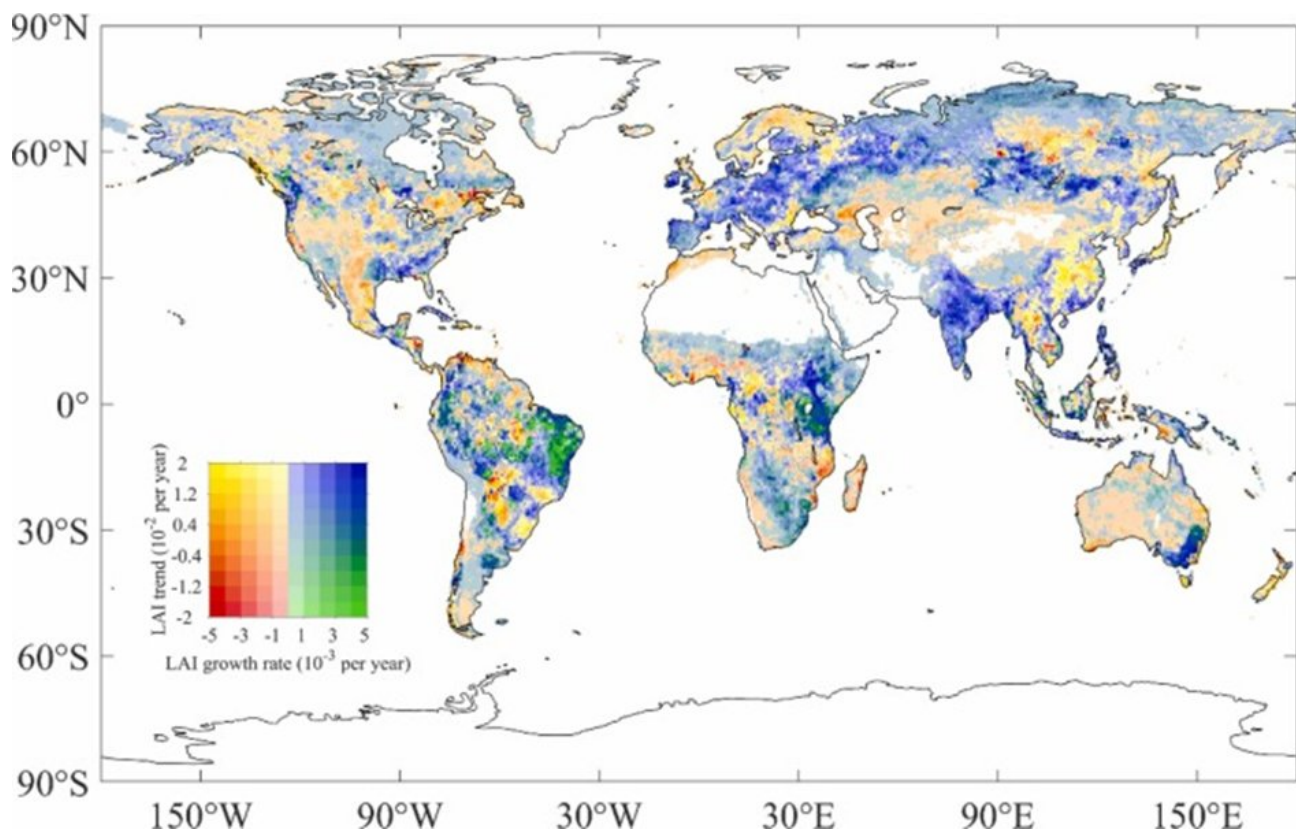 90°N
60°N
30°N
0°
30°S
60°S
90°S
150°W 90°W 30°W 30°E 90°E 150°E
LAI trend (10⁻² per year)
2
1.2
0.4
-0.4
-1.2
-2
-5 -3 -1 1 3 5
LAI growth rate (10⁻³ per year)